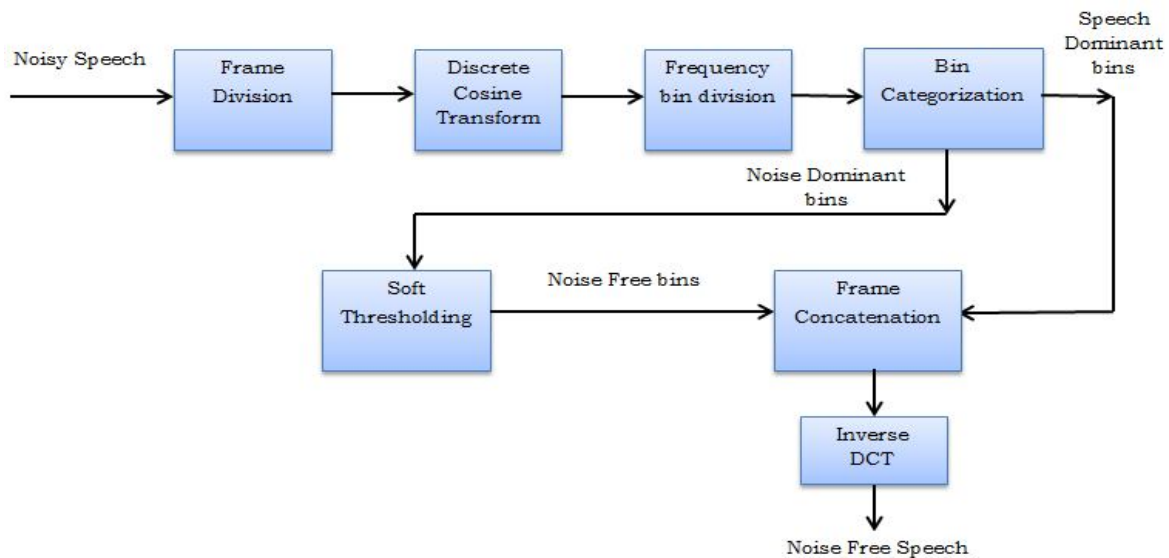 Noisy Speech
Frame
Division
Discrete
Cosine
Transform
Frequency
bin division
Bin
Categorization
Speech
Dominant
bins
Noise Dominant
bins
Soft
Thresholding
Noise Free bins
Frame
Concatenation
Inverse
DCT
Noise Free Speech